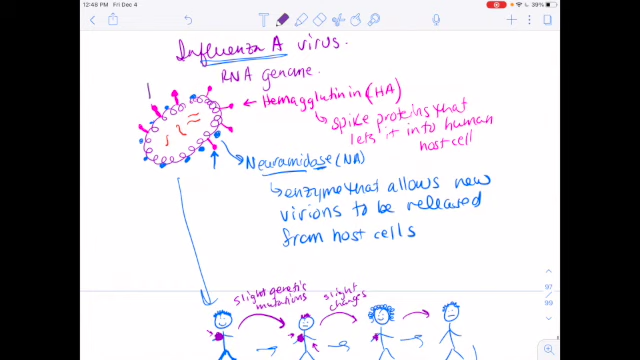 12:48 PM Fri Dec 4
39%
Influenza A virus.
RNA genome.
Hemagglutinin (HA)
spike proteins that
lets it into human
host cell
Neuramidase (NA)
enzyme that allows new
virions to be released
from host cells
97
99
slight genetic
mutations
slight
changes